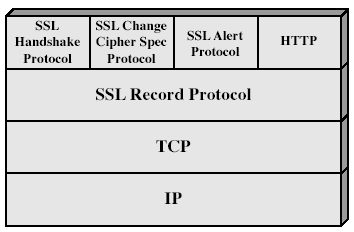 SSL
Handshake
Protocol
SSL Change
Cipher Spec
Protocol
SSL Alert
Protocol
HTTP
SSL Record Protocol
TCP
IP